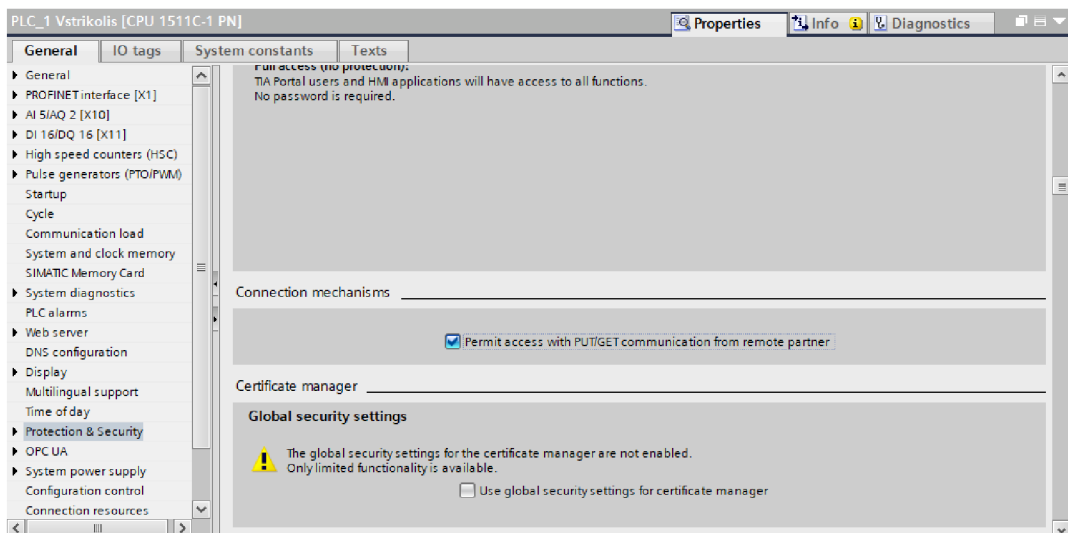 PLC_1 Vstrikolis [CPU 1511C-1 PN]
Properties
Info
Diagnostics
General
IO tags
System constants
Texts
General
PROFINET interface [X1]
AI 5/AQ 2 [X10]
DI 16/DQ 16 [X11]
High speed counters (HSC)
Pulse generators (PTO/PWM)
Startup
Cycle
Communication load
System and clock memory
SIMATIC Memory Card
System diagnostics
PLC alarms
Web server
DNS configuration
Display
Multilingual support
Time of day
Protection & Security
OPC UA
System power supply
Configuration control
Connection resources
Full access (no protection):
TIA Portal users and HMI applications will have access to all functions.
No password is required.
Connection mechanisms
Permit access with PUT/GET communication from remote partner
Certificate manager
Global security settings
The global security settings for the certificate manager are not enabled.
Only limited functionality is available.
Use global security settings for certificate manager